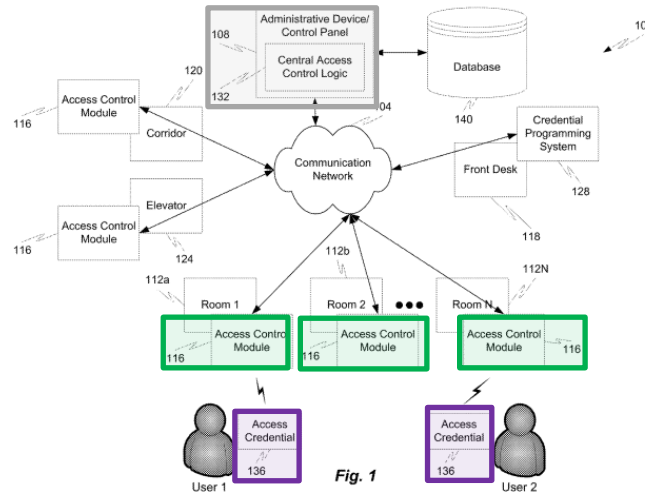 Administrative Device/
Control Panel
108
Central Access
Control Logic
132
Database
140
10
120
Access Control
Module
116
Corridor
104
Communication
Network
Credential
Programming
System
Front Desk
128
118
Elevator
Access Control
Module
116
124
112a
112b
112N
Room 1
Room 2
Room N
Access Control
Module
116
Access Control
Module
116
Access Control
Module
116
Access
Credential
136
User 1
Fig. 1
Access
Credential
136
User 2